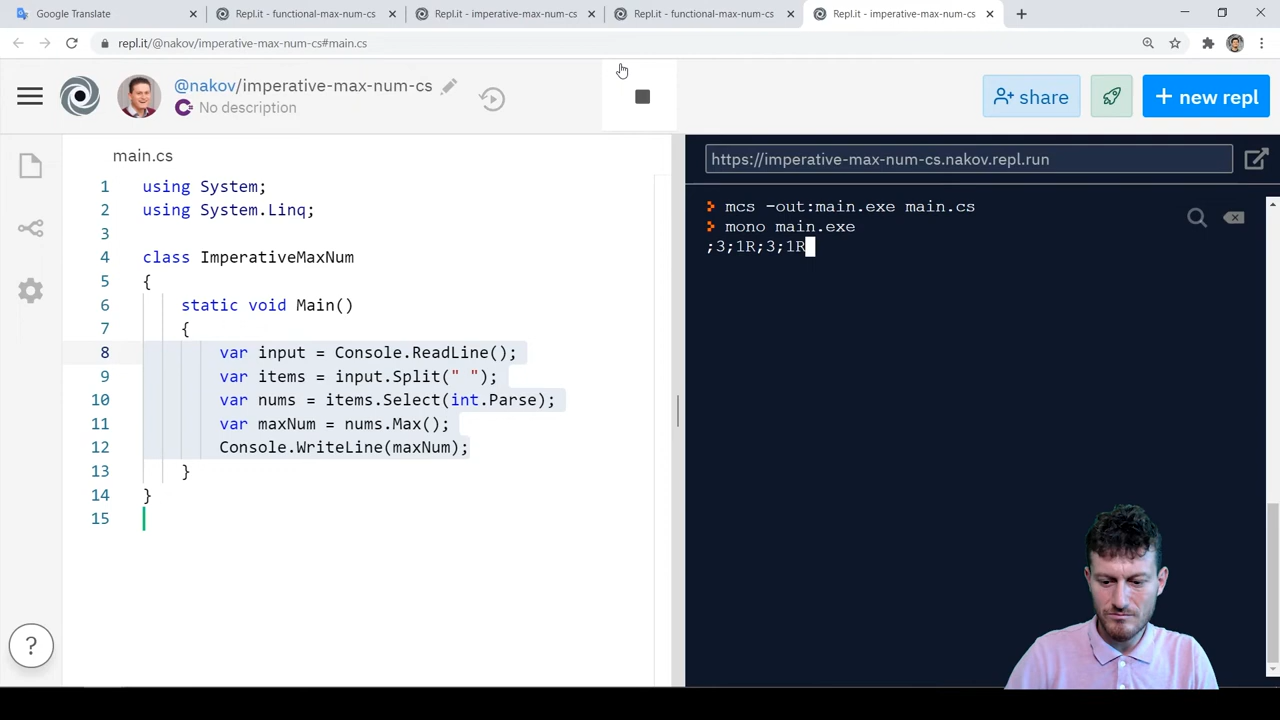 Google Translate
Repl.it - functional-max-num-cs
Repl.it - imperative-max-num-cs
Repl.it - functional-max-num-cs
Repl.it - imperative-max-num-cs
repl.it/@nakov/imperative-max-num-cs#main.cs
@nakov/imperative-max-num-cs
No description
share
+ new repl
main.cs
https://imperative-max-num-cs.nakov.repl.run
1 using System;
2 using System.Linq;
3
4 class ImperativeMaxNum
5 {
6 static void Main()
7 {
8 var input = Console.ReadLine();
9 var items = input.Split(" ");
10 var nums = items.Select(int.Parse);
11 var maxNum = nums.Max();
12 Console.WriteLine(maxNum);
13 }
14 }
15
mcs -out:main.exe main.cs
mono main.exe
;3;1R;3;1R
?